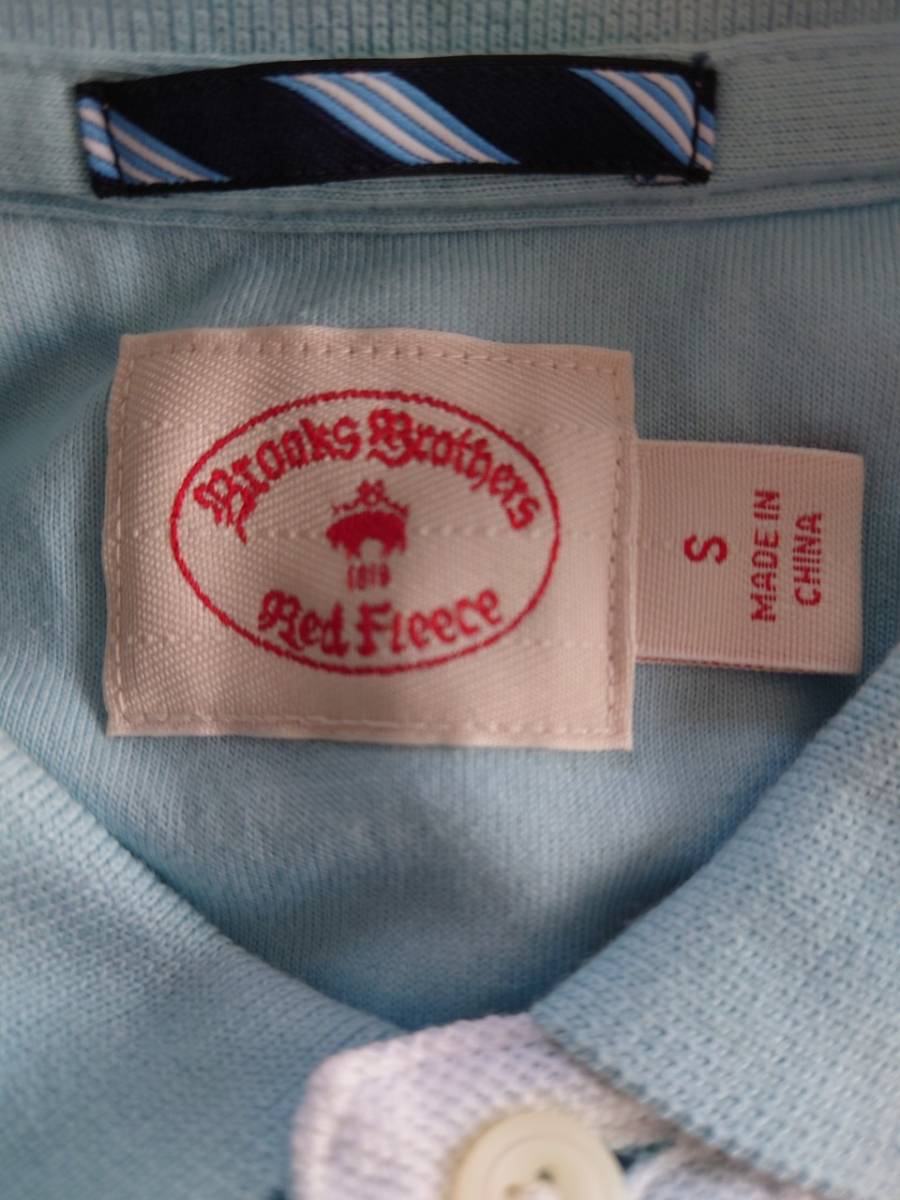 Brooks Brothers
1818
Red Fleece
S
MADE IN
CHINA